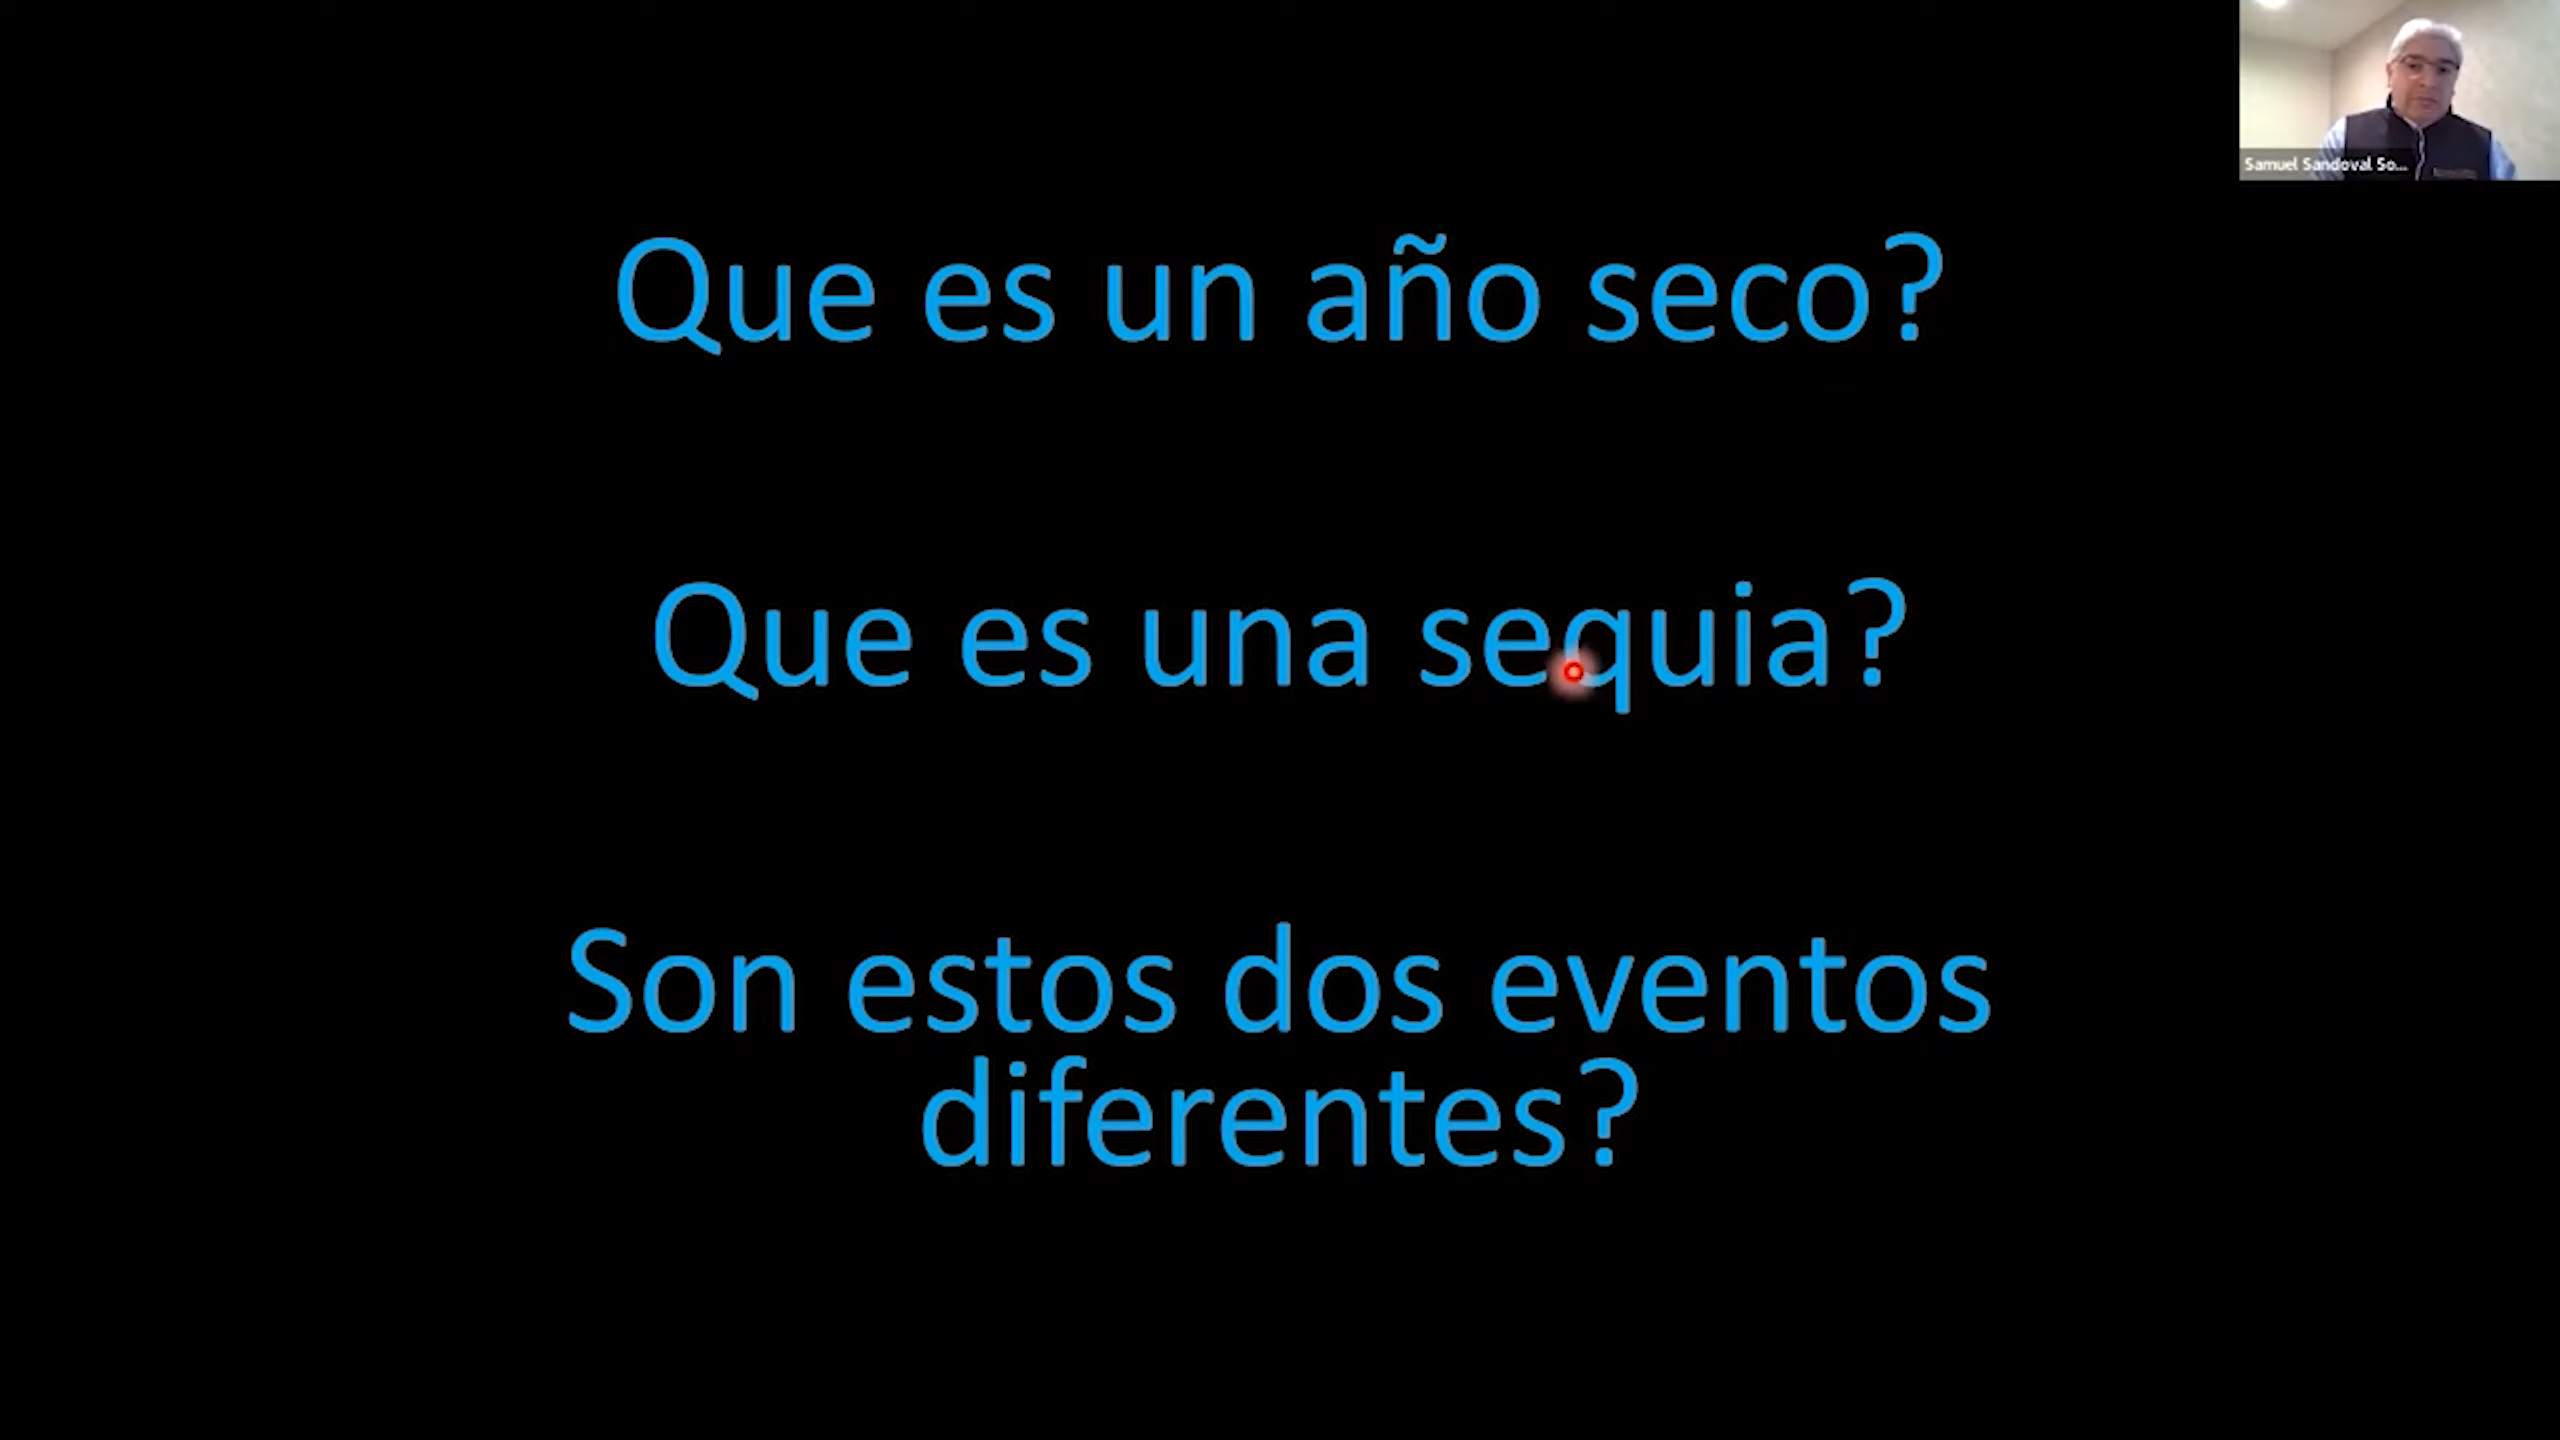 Samuel Sandoval So...
Que es un año seco?
Que es una sequia?
Son estos dos eventos
diferentes?